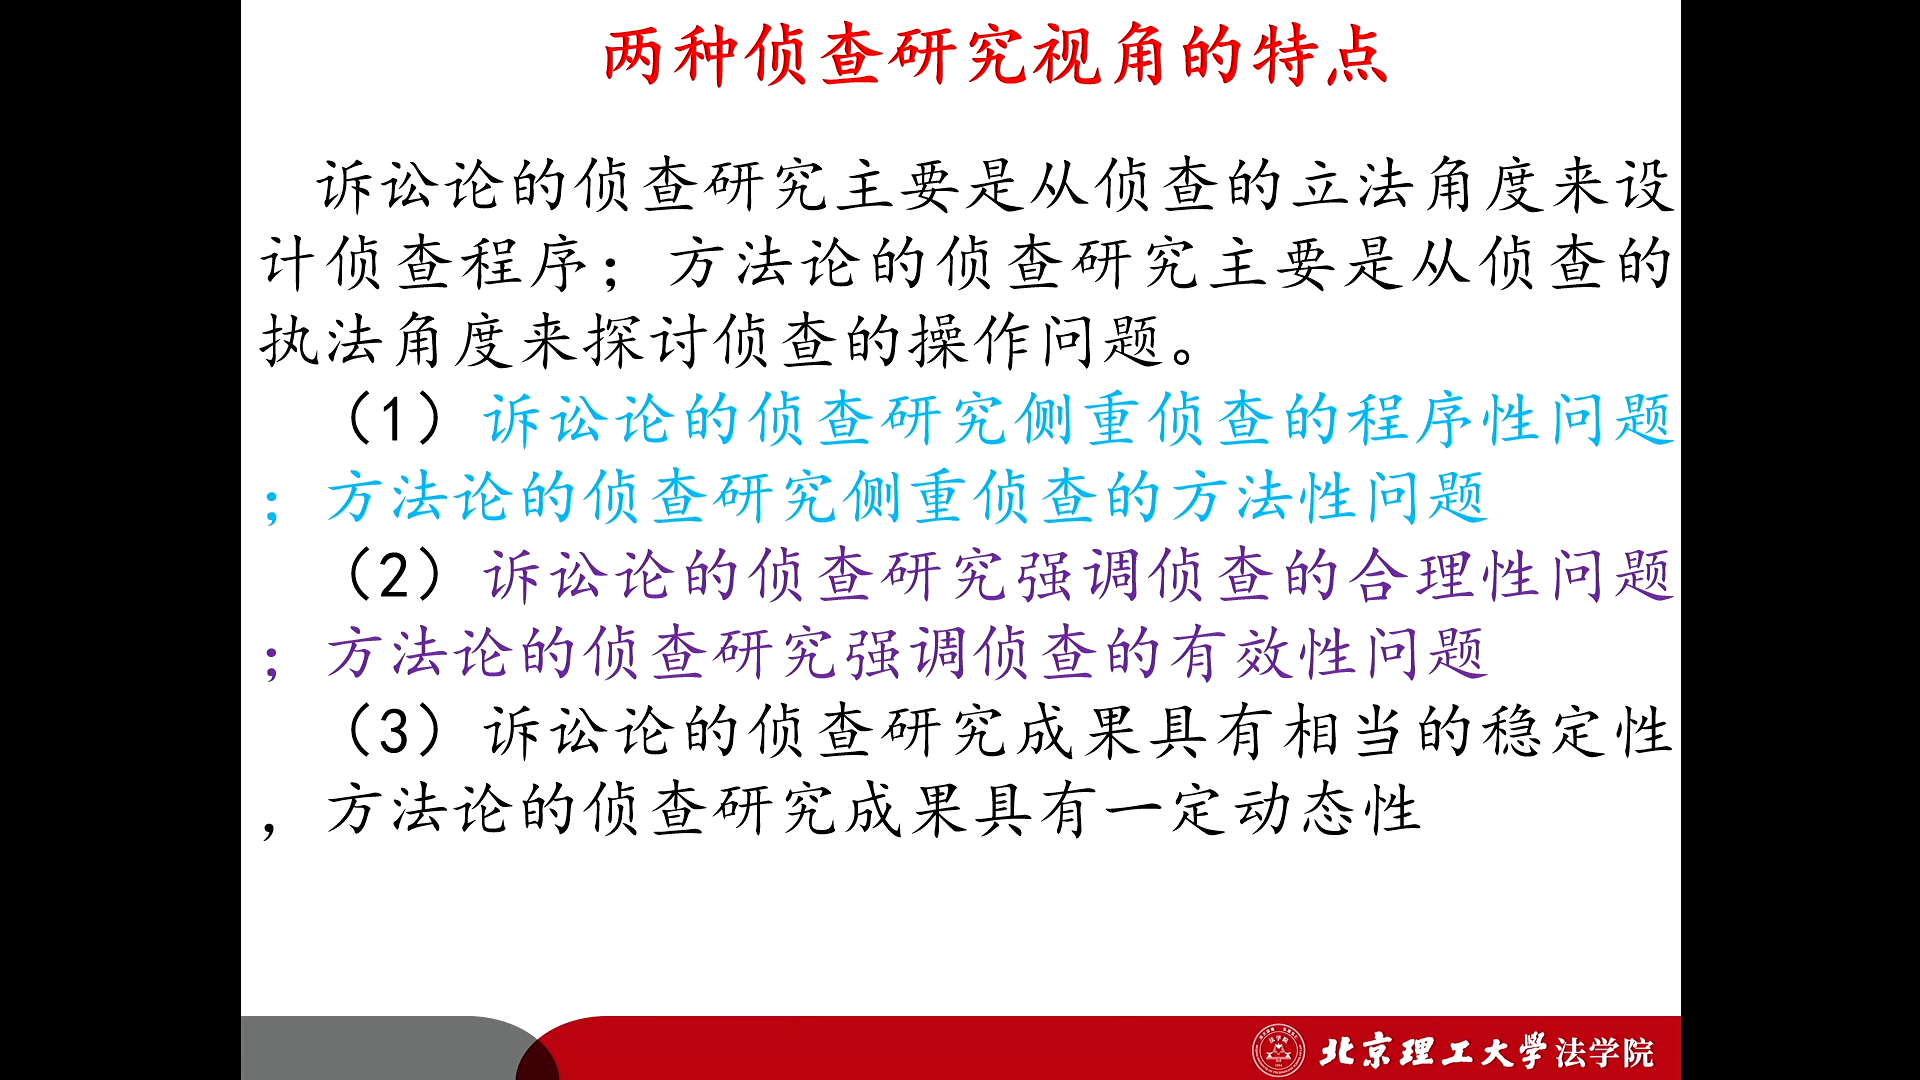 两种侦查研究视角的特点
诉讼论的侦查研究主要是从侦查的立法角度来设
计侦查程序；方法论的侦查研究主要是从侦查的
执法角度来探讨侦查的操作问题。
（1）诉讼论的侦查研究侧重侦查的程序性问题
；方法论的侦查研究侧重侦查的方法性问题
（2）诉讼论的侦查研究强调侦查的合理性问题
；方法论的侦查研究强调侦查的有效性问题
（3）诉讼论的侦查研究成果具有相当的稳定性
，方法论的侦查研究成果具有一定动态性
北京理工大学法学院